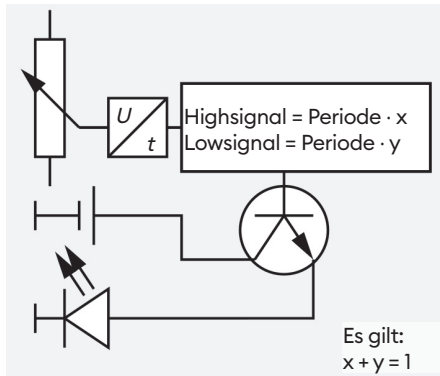 U
t
Highsignal = Periode · x
Lowsignal = Periode · y
Es gilt:
x + y = 1